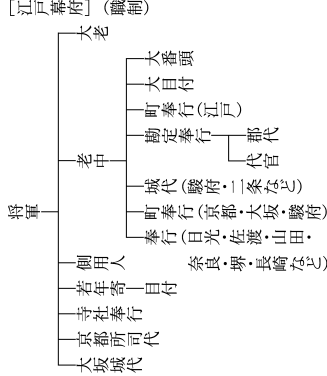 ［江戸幕府］（職制）
将軍
大老
老中
大番頭
大目付
町奉行（江戸）
勘定奉行
郡代
代官
城代（駿府・二条など）
町奉行（京都・大坂・駿府）
奉行（日光・佐渡・山田・
奈良・堺・長崎など）
側用人
若年寄
目付
寺社奉行
京都所司代
大坂城代